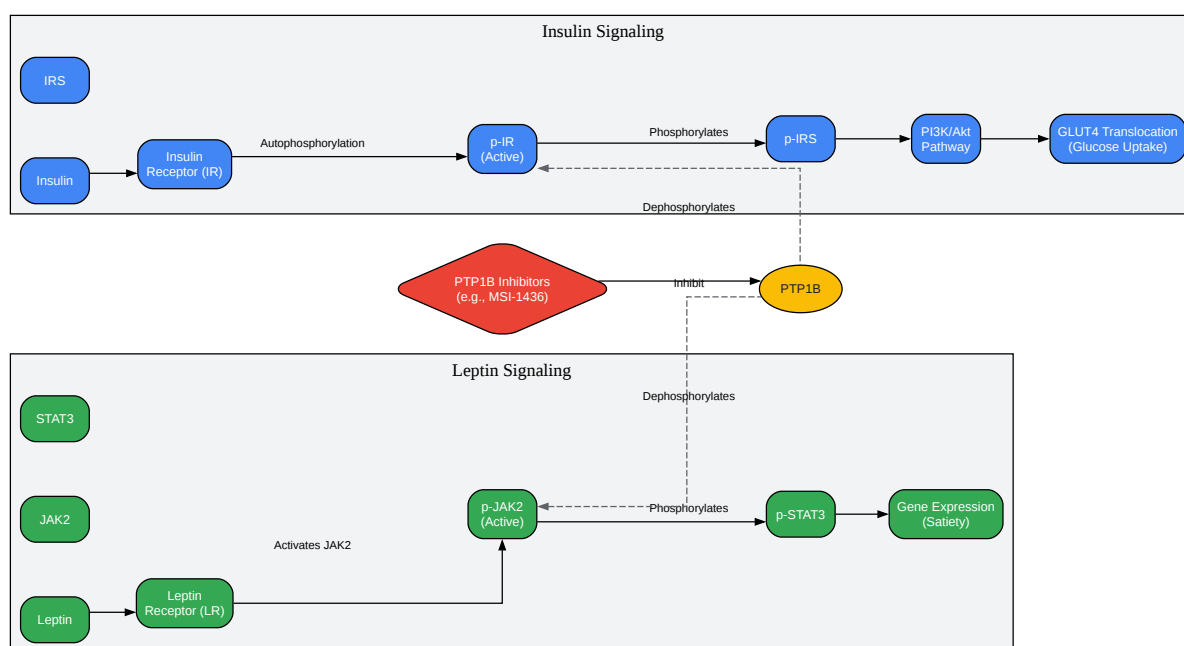 Insulin Signaling
IRS
Insulin
Insulin
Receptor (IR)
Autophosphorylation
p-IR
(Active)
Phosphorylates
p-IRS
PI3K/Akt
Pathway
GLUT4 Translocation
(Glucose Uptake)
Dephosphorylates
PTP1B Inhibitors
(e.g., MSI-1436)
Inhibit
PTP1B
Leptin Signaling
Dephosphorylates
STAT3
JAK2
Leptin
Leptin
Receptor (LR)
Activates JAK2
p-JAK2
(Active)
Phosphorylates
p-STAT3
Gene Expression
(Satiety)